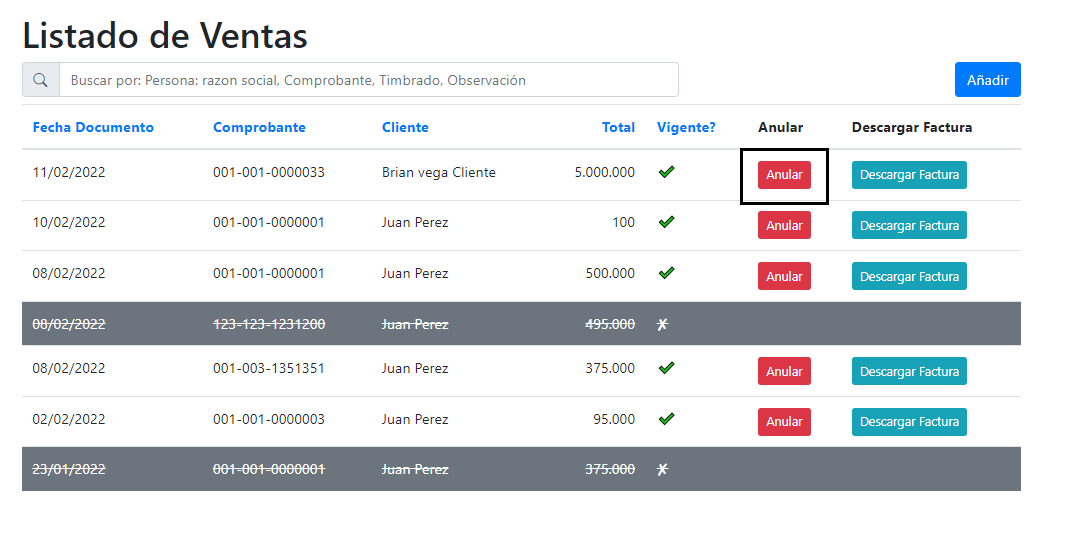 Listado de Ventas
Buscar por: Persona: razon social, Comprobante, Timbrado, Observación
Añadir
Fecha Documento Comprobante Cliente Total Vigente? Anular Descargar Factura
11/02/2022 001-001-0000033 Brian vega Cliente 5.000.000 Anular Descargar Factura
10/02/2022 001-001-0000001 Juan Perez 100 Anular Descargar Factura
08/02/2022 001-001-0000001 Juan Perez 500.000 Anular Descargar Factura
08/02/2022 123-123-1231200 Juan Perez 495.000
08/02/2022 001-003-1351351 Juan Perez 375.000 Anular Descargar Factura
02/02/2022 001-001-0000003 Juan Perez 95.000 Anular Descargar Factura
23/01/2022 001-001-0000001 Juan Perez 375.000